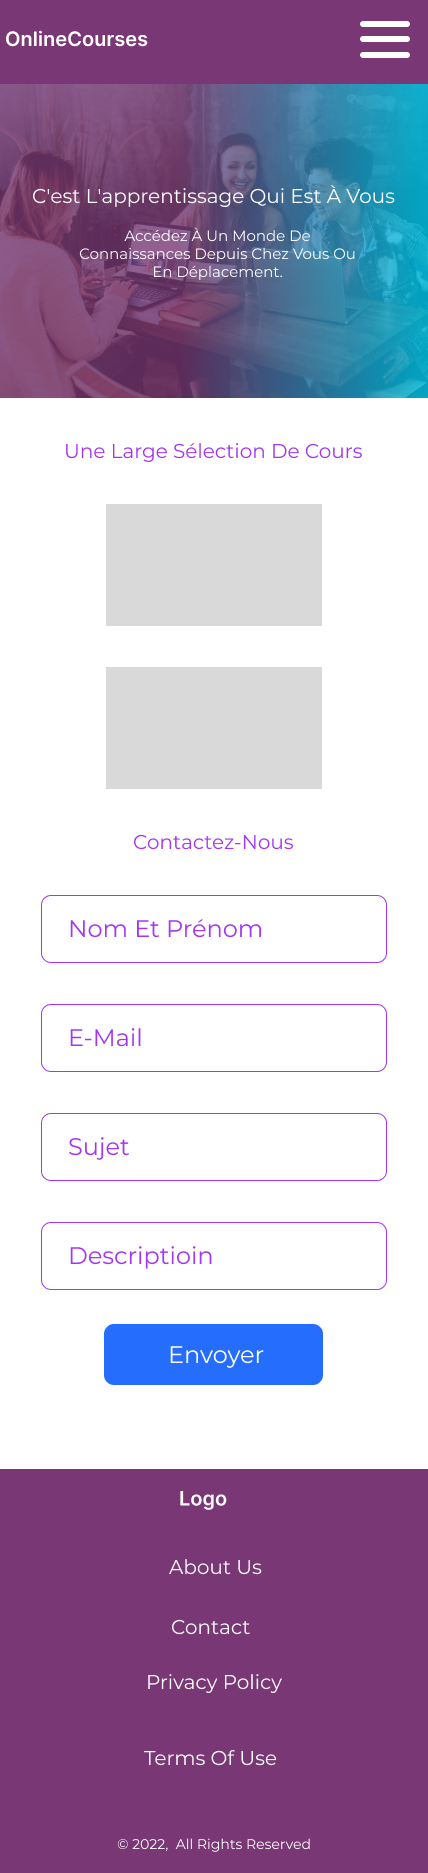 OnlineCourses
C'est L'apprentissage Qui Est À Vous
Accédez À Un Monde De
Connaissances Depuis Chez Vous Ou
En Déplacement.
Une Large Sélection De Cours
Contactez-Nous
Nom Et Prénom
E-Mail
Sujet
Descriptioin
Envoyer
Logo
About Us
Contact
Privacy Policy
Terms Of Use
© 2022,  All Rights Reserved